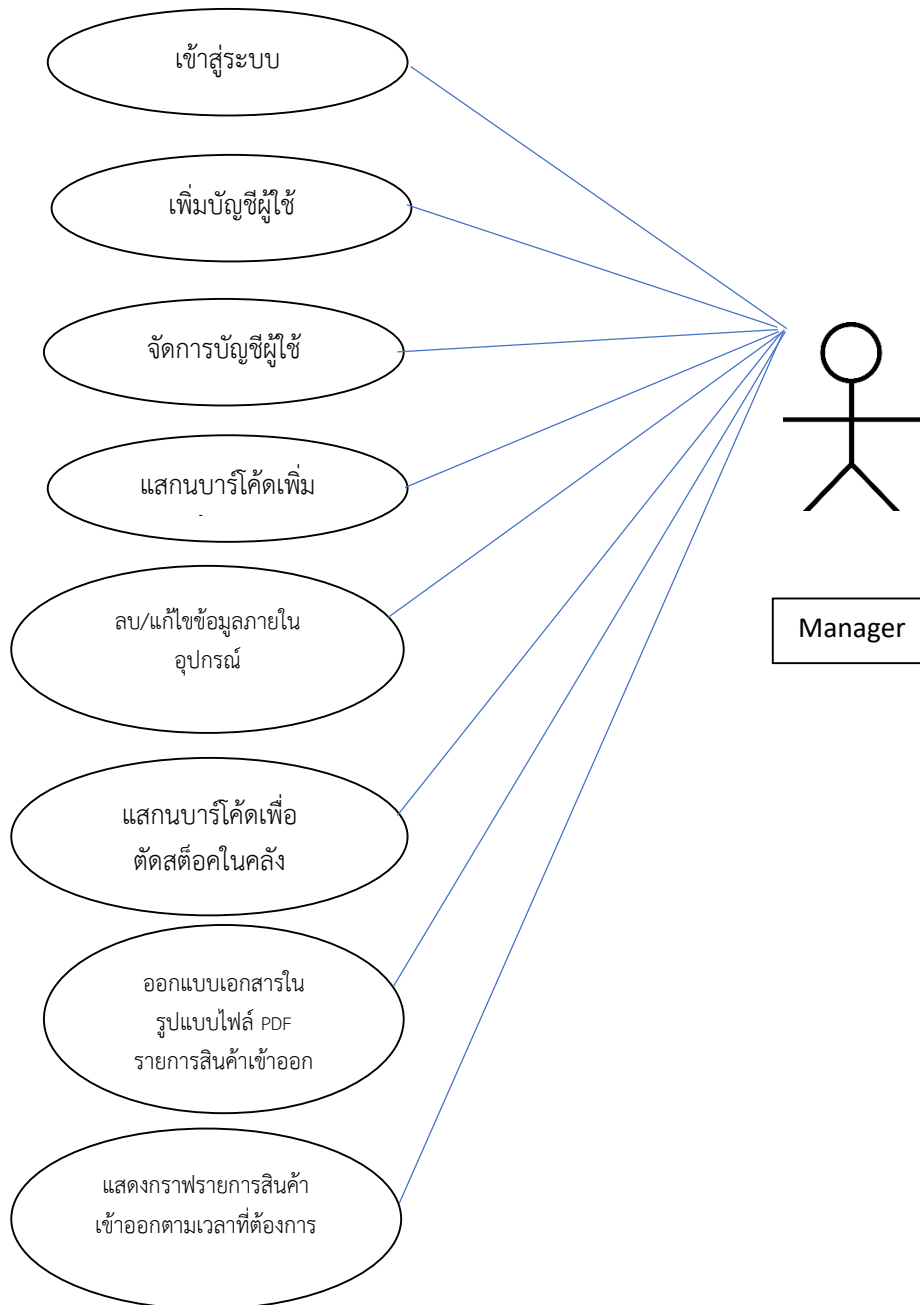 เข้าสู่ระบบ
เพิ่มบัญชีผู้ใช้
จัดการบัญชีผู้ใช้
แสกนบาร์โค้ดเพิ่ม
ลบ/แก้ไขข้อมูลภายใน
อุปกรณ์
Manager
แสกนบาร์โค้ดเพื่อ
ตัดสต็อคในคลัง
ออกแบบเอกสารใน
รูปแบบไฟล์ PDF
รายการสินค้าเข้าออก
แสดงกราฟรายการสินค้า
เข้าออกตามเวลาที่ต้องการ